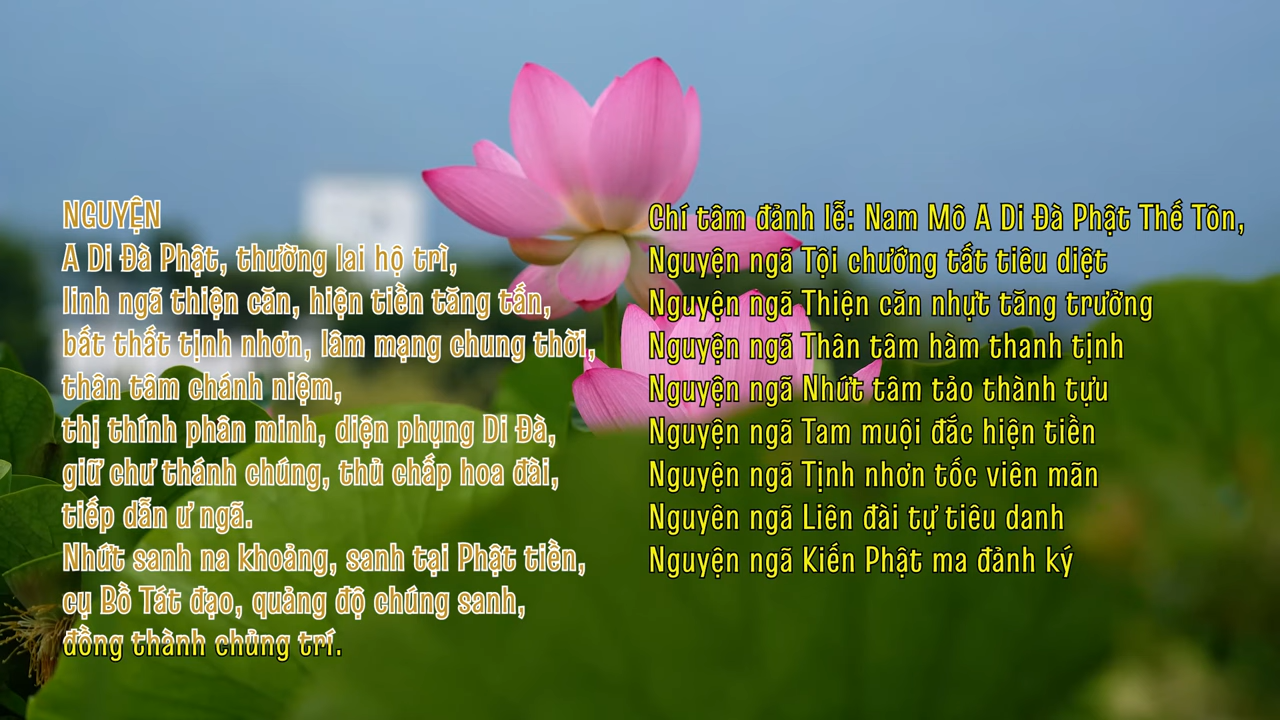 NGUYỆN
A Di Đà Phật, thường lai hộ trì,
linh ngã thiện căn, hiện tiền tăng tấn,
bất thất tịnh nhơn, lâm mạng chung thời,
thân tâm chánh niệm,
thị thính phân minh, diện phụng Di Đà,
giữ chư thánh chúng, thủ chấp hoa đài,
tiếp dẫn ư ngã.
Nhứt sanh na khoảng, sanh tại Phật tiền,
cụ Bồ Tát đạo, quảng độ chúng sanh,
đồng thành chủng trí.
Chí tâm đảnh lễ: Nam Mô A Di Đà Phật Thế Tôn,
Nguyện ngã Tội chướng tất tiêu diệt
Nguyện ngã Thiện căn nhựt tăng trưởng
Nguyện ngã Thân tâm hàm thanh tịnh
Nguyện ngã Nhứt tâm tảo thành tựu
Nguyện ngã Tam muội đắc hiện tiền
Nguyện ngã Tịnh nhơn tốc viên mãn
Nguyên ngã Liên đài tự tiêu danh
Nguyện ngã Kiến Phật ma đảnh ký